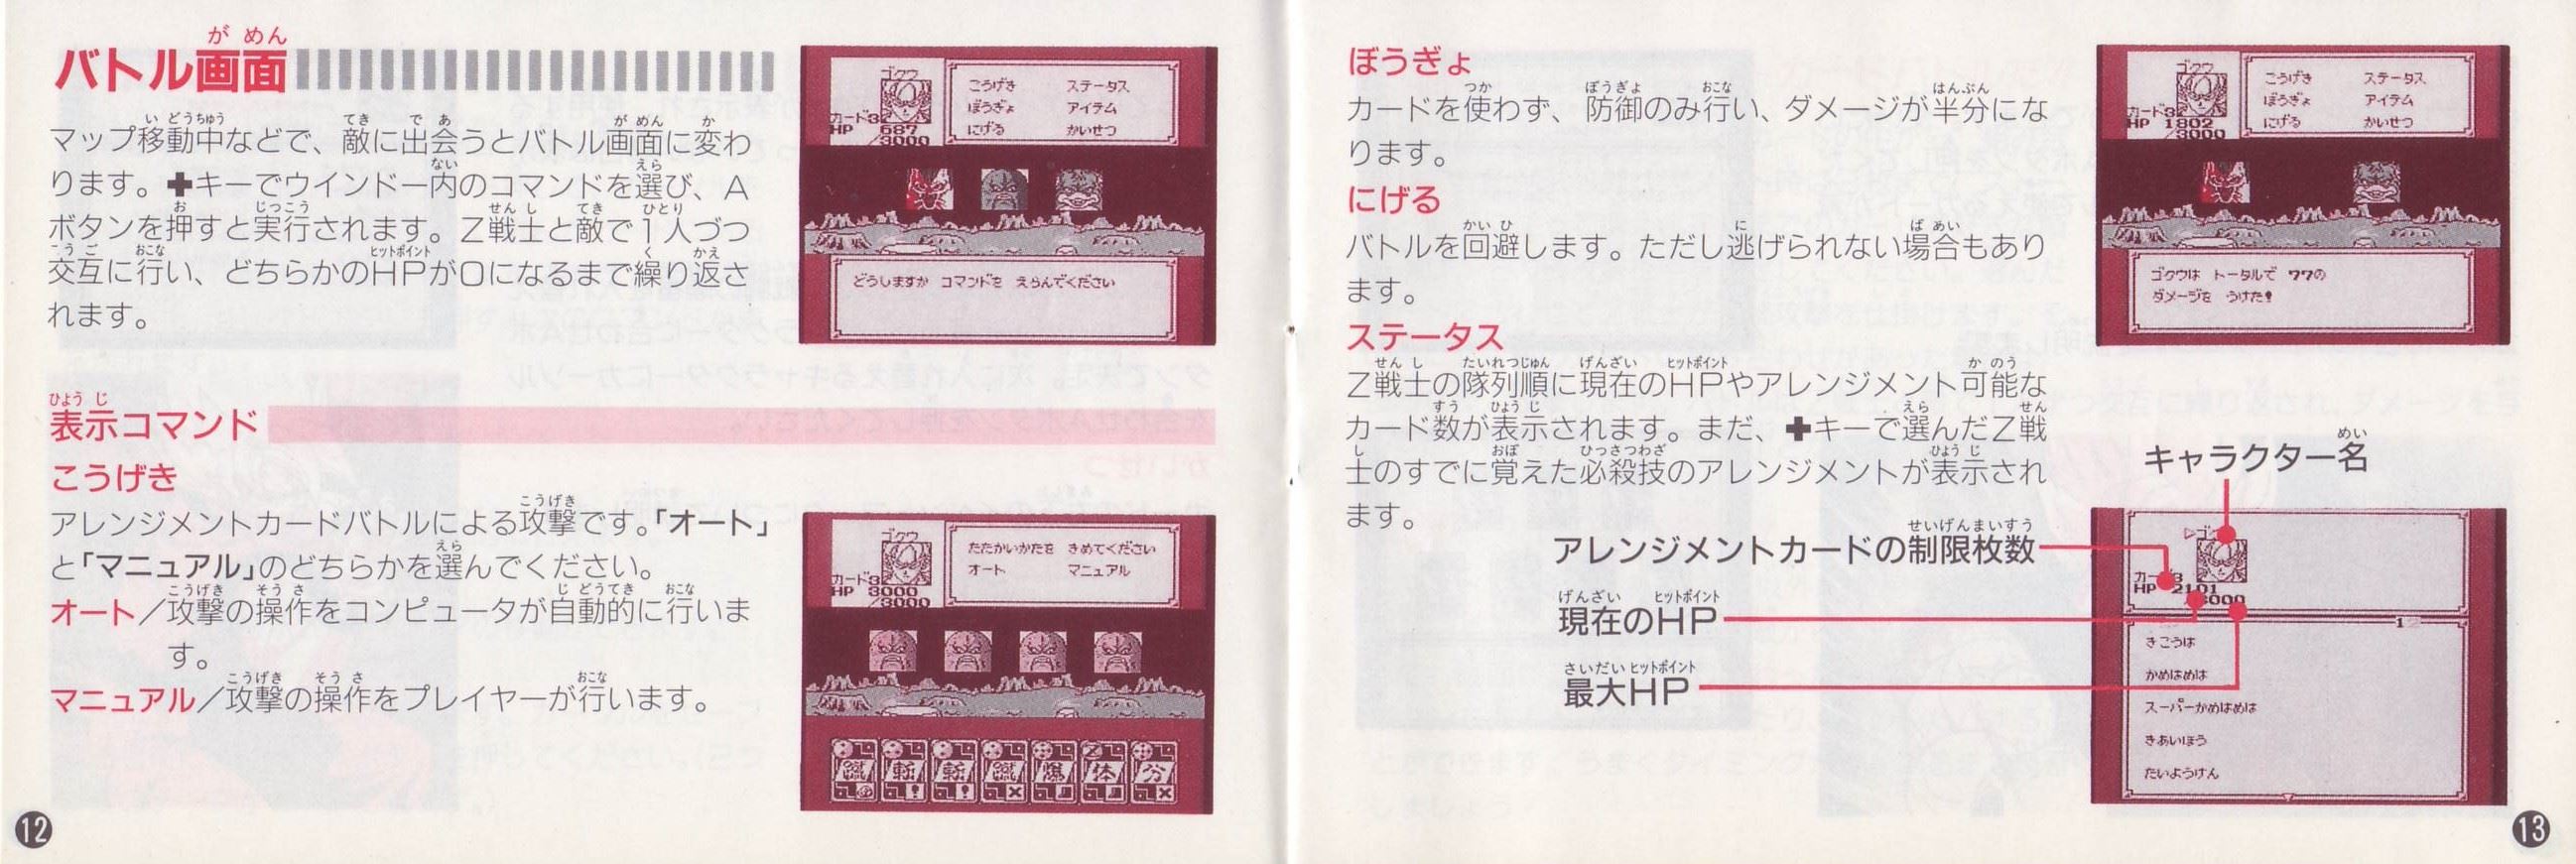 バトル画面
がめん
マップ移動中などで、敵に出会うとバトル画面に変わ
ります。✚キーでウインドー内のコマンドを選び、A
ボタンを押すと実行されます。Z戦士と敵で1人づつ
交互に行い、どちらかのHPが0になるまで繰り返さ
れます。
ゴクウ
カード3
HP 687
/3000
こうげき ステータス
ぼうぎょ アイテム
にげる かいせつ
どうしますか コマンドを えらんでください
表示コマンド
こうげき
アレンジメントカードバトルによる攻撃です。「オート」
と「マニュアル」のどちらかを選んでください。
オート／攻撃の操作をコンピュータが自動的に行いま
す。
マニュアル／攻撃の操作をプレイヤーが行います。
ゴクウ
カード3
HP 3000
/3000
たたかいかたを きめてください
オート マニュアル
12
ぼうぎょ
カードを使わず、防御のみ行い、ダメージが半分にな
ります。
にげる
バトルを回避します。ただし逃げられない場合もあり
ます。
ステータス
Z戦士の隊列順に現在のHPやアレンジメント可能な
カード数が表示されます。まだ、✚キーで選んだZ戦
士のすでに覚えた必殺技のアレンジメントが表示され
ます。
ゴクウ
カード3
HP 1802
/3000
こうげき ステータス
ぼうぎょ アイテム
にげる かいせつ
ゴクウは トータルで 77の
ダメージを うけた!
キャラクター名
アレンジメントカードの制限枚数
現在のHP
最大HP
ゴクウ
カード3
HP 2101
/3000
きこうは
かめはめは
スーパーかめはめは
きあいほう
たいようけん
13